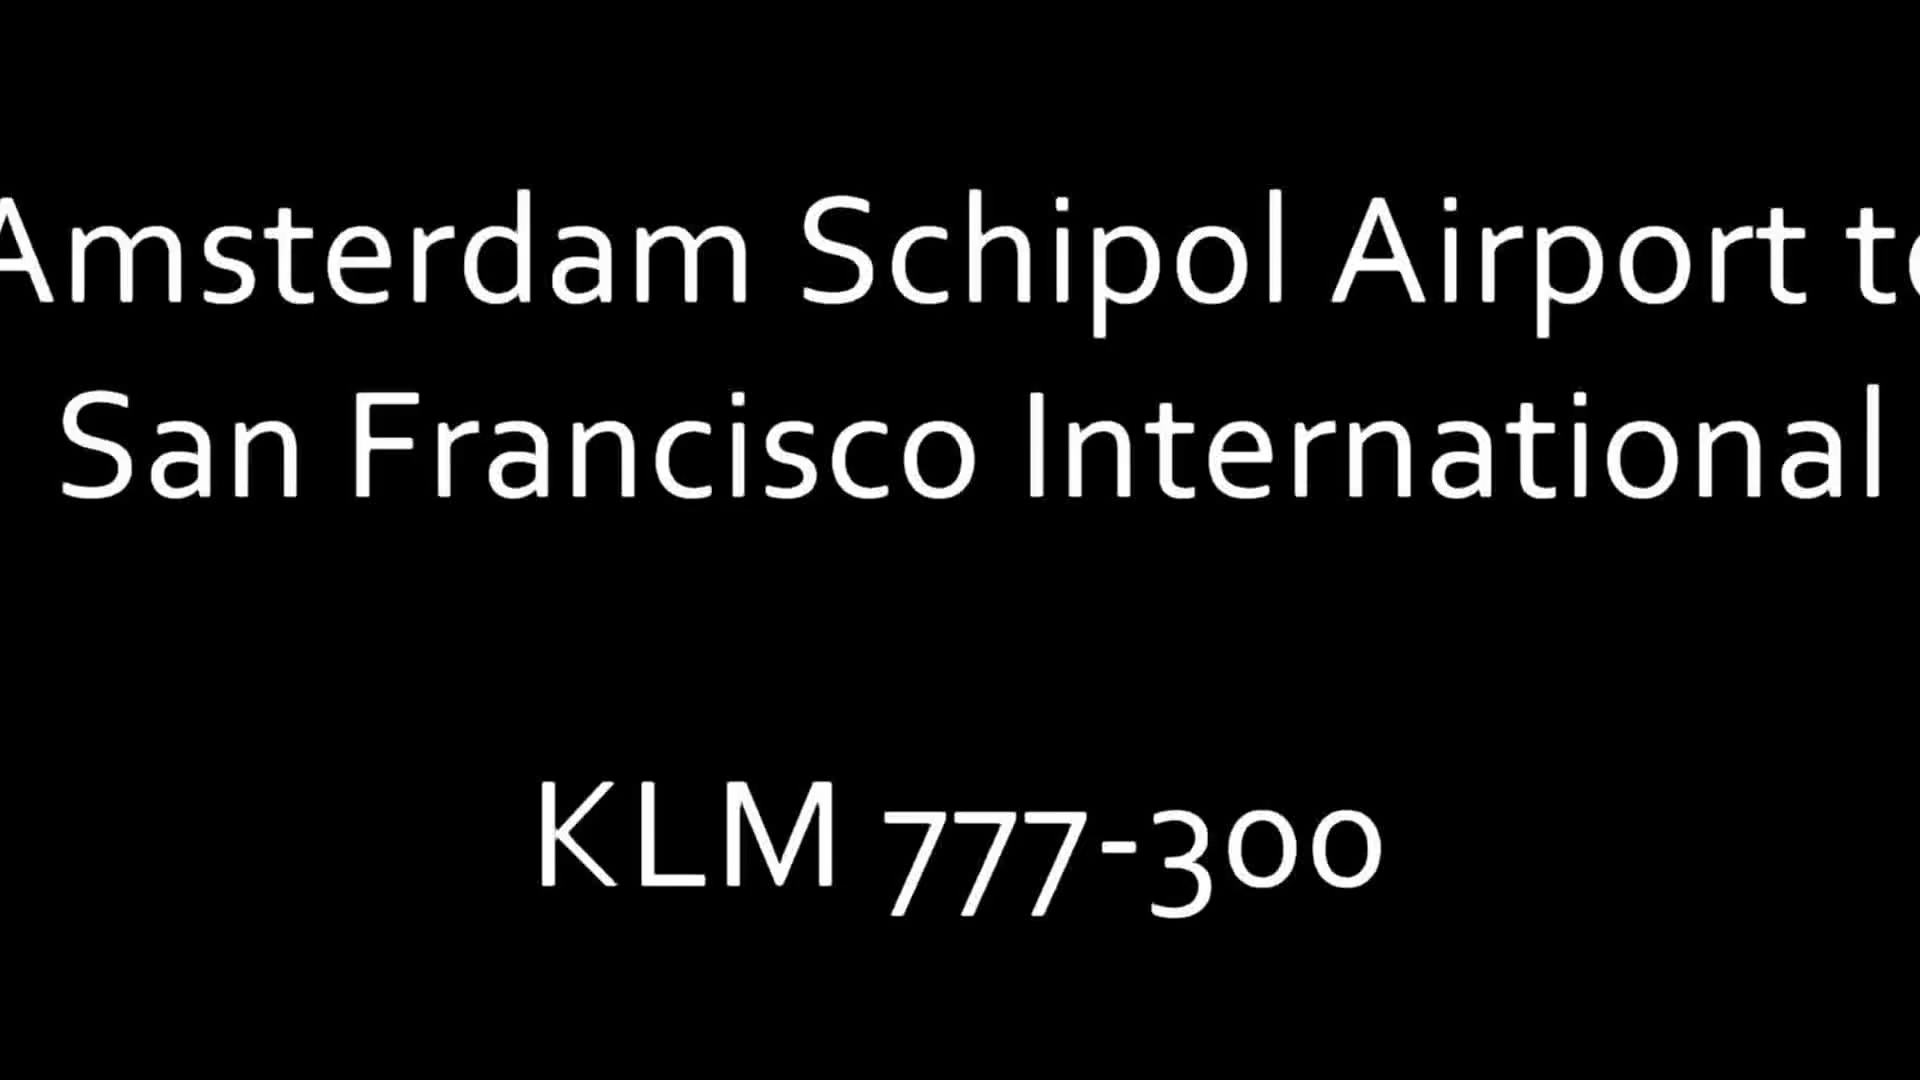 Amsterdam Schipol Airport to
San Francisco International
KLM 777-300